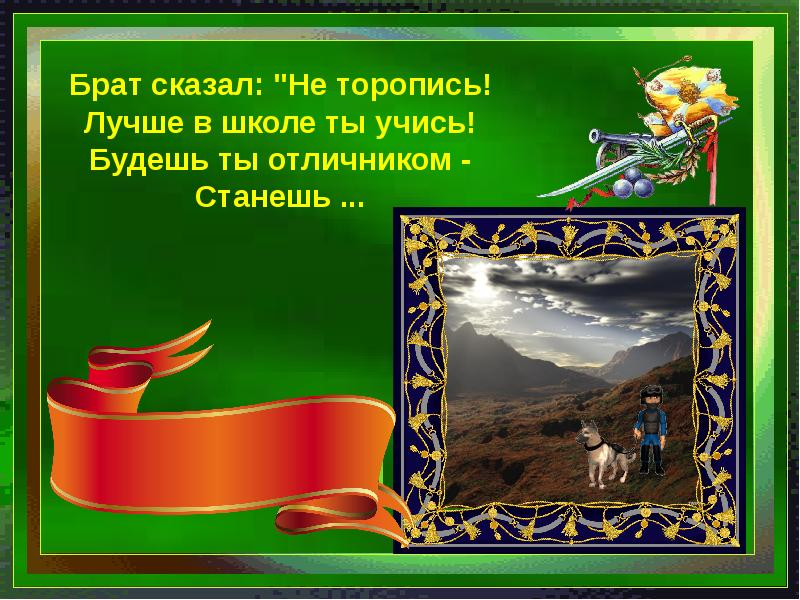 Брат сказал: "Не торопись!
Лучше в школе ты учись!
Будешь ты отличником -
Станешь ...